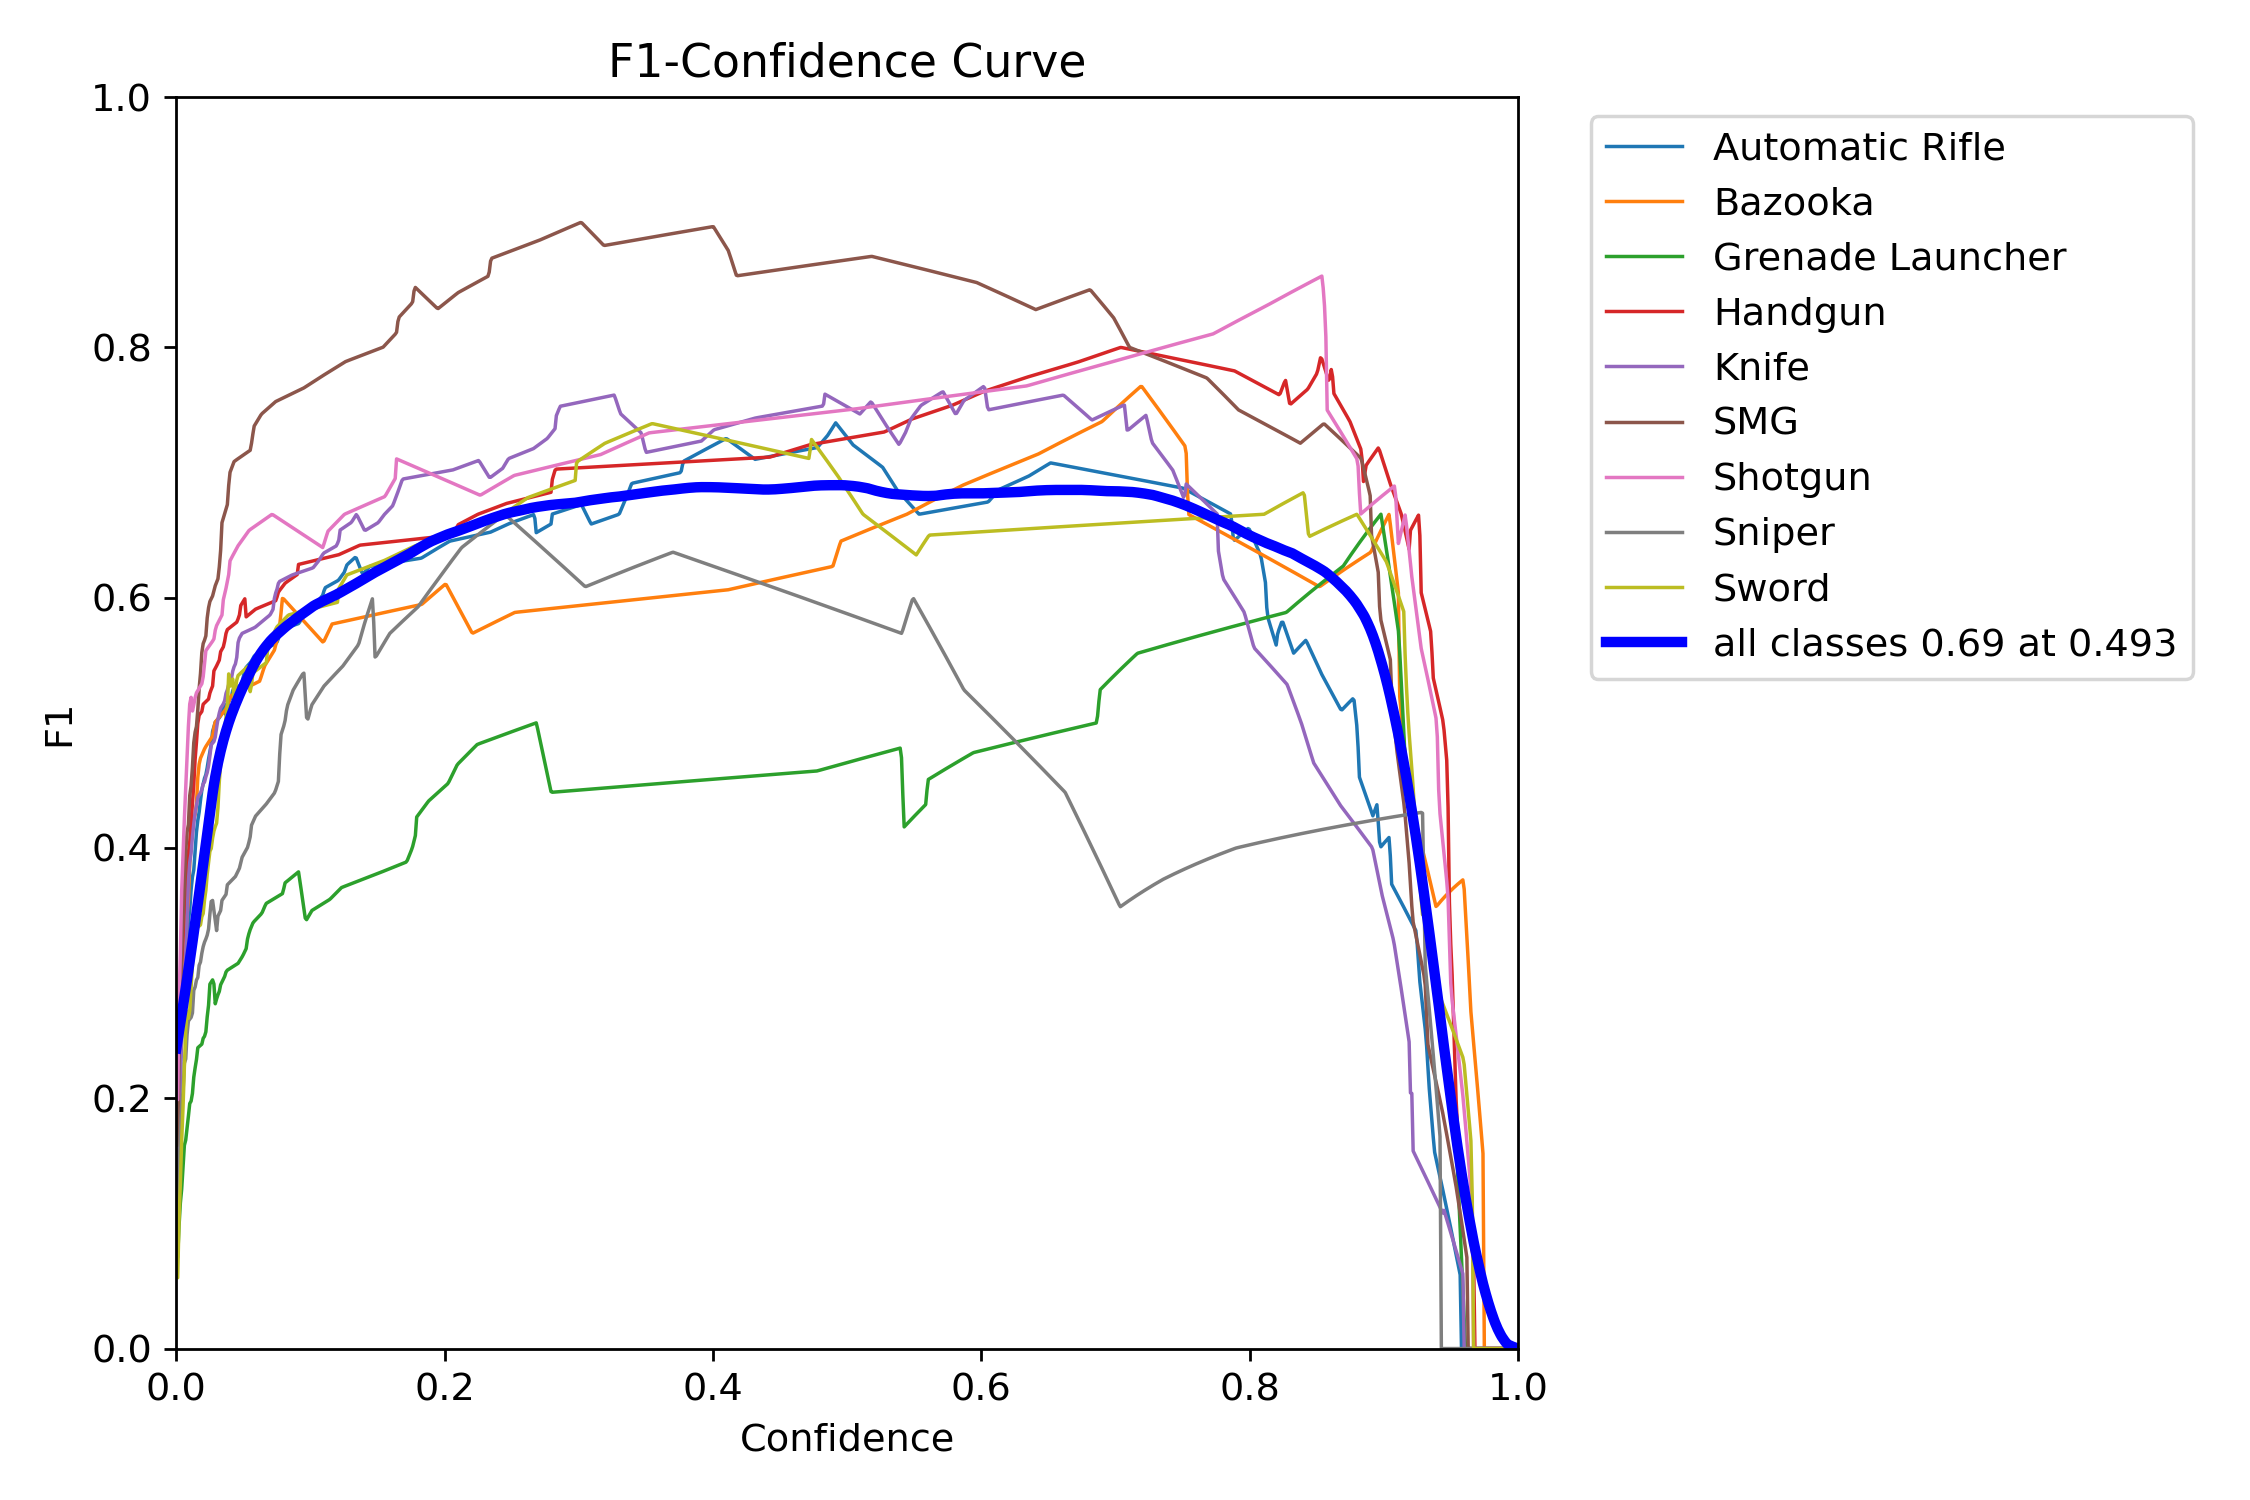 F1-Confidence Curve
1.0
0.8
0.6
0.4
0.2
0.0
F1
0.0 0.2 0.4 0.6 0.8 1.0
Confidence
Automatic Rifle
Bazooka
Grenade Launcher
Handgun
Knife
SMG
Shotgun
Sniper
Sword
all classes 0.69 at 0.493